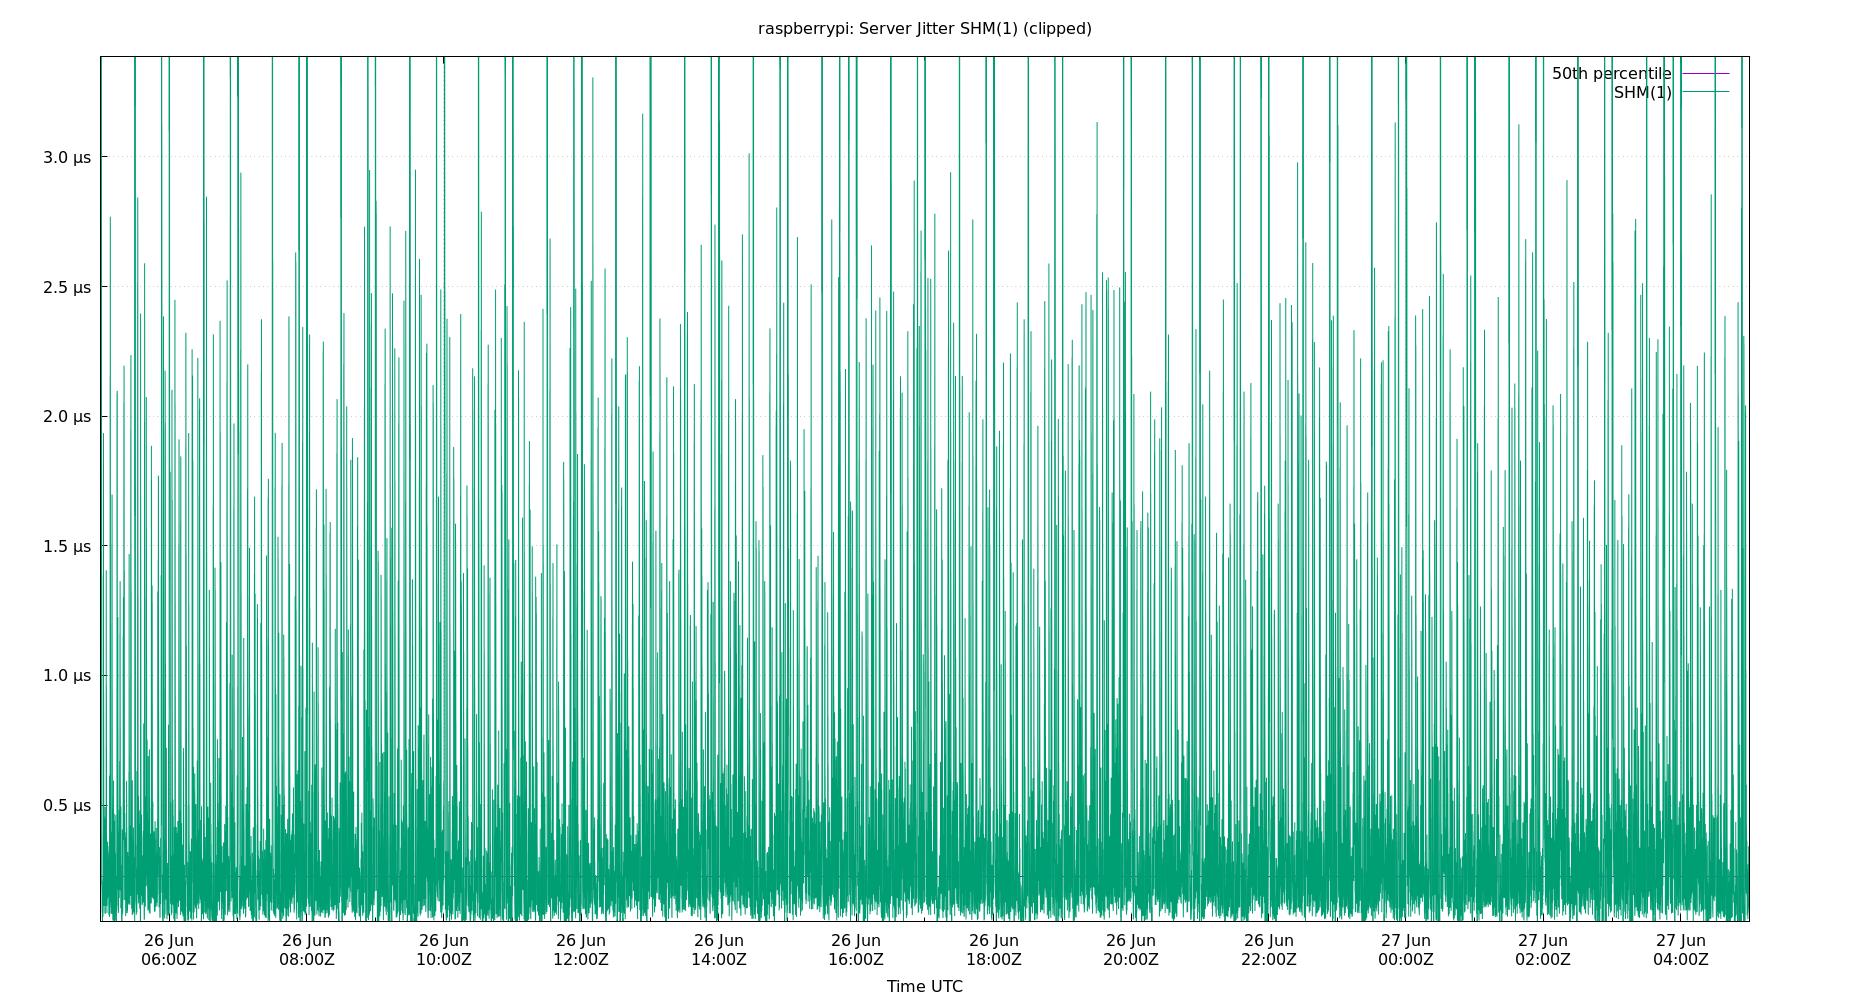 raspberrypi: Server Jitter SHM(1) (clipped)
50th percentile
SHM(1)
3.0 µs
2.5 µs
2.0 µs
1.5 µs
1.0 µs
0.5 µs
26 Jun 26 Jun 26 Jun 26 Jun 26 Jun 26 Jun 26 Jun 26 Jun 26 Jun 27 Jun 27 Jun 27 Jun
06:00Z 08:00Z 10:00Z 12:00Z 14:00Z 16:00Z 18:00Z 20:00Z 22:00Z 00:00Z 02:00Z 04:00Z
Time UTC